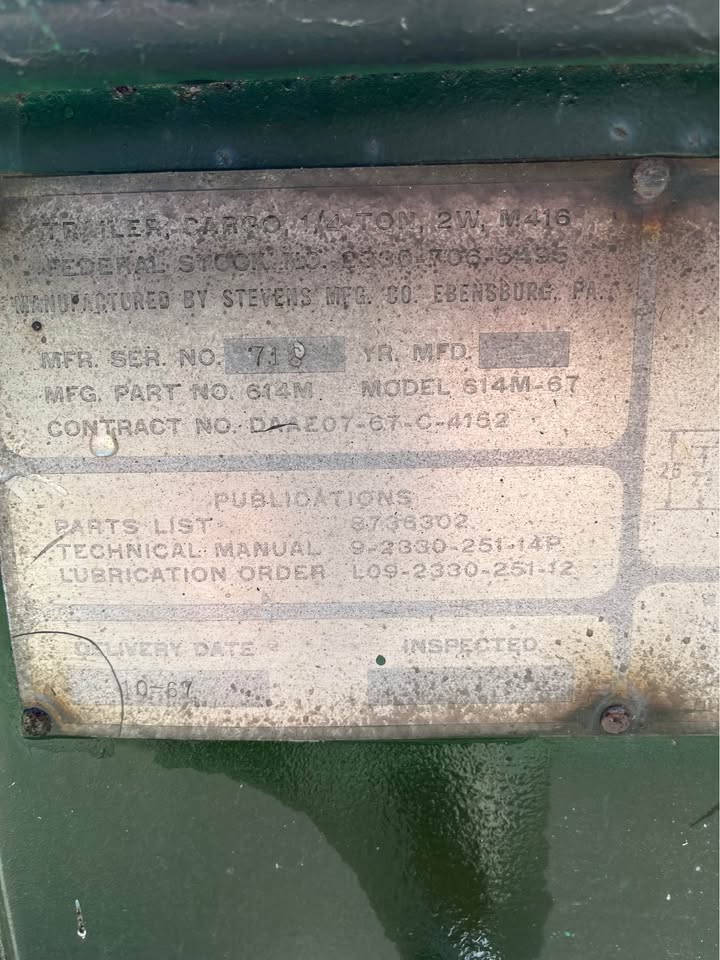 TRAILER, CARGO, 1/4 TON, 2W, M416
FEDERAL STOCK NO. 2330-706-5495
MANUFACTURED BY STEVENS MFG. CO. EBENSBURG, PA.
MFR. SER. NO. YR. MFD.
MFG. PART NO. 614M MODEL 614M-67
CONTRACT NO. DAAE07-67-C-4152
PUBLICATIONS
PARTS LIST 8736302
TECHNICAL MANUAL 9-2330-251-14P
LUBRICATION ORDER LO9-2330-251-12
DELIVERY DATE INSPECTED
10-67